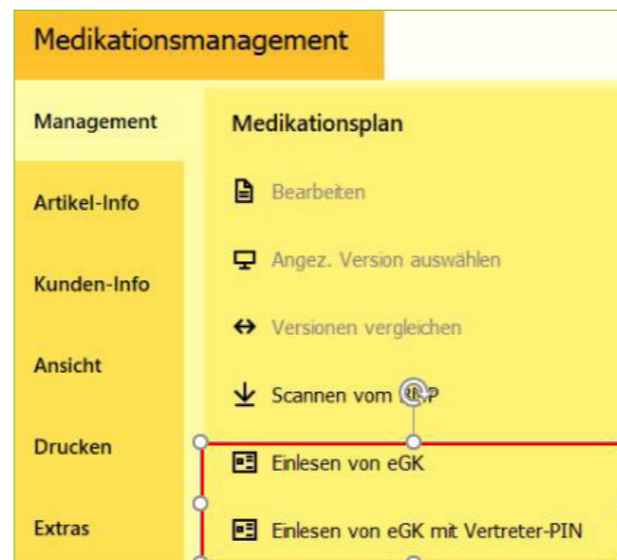 Medikationsmanagement
Management
Artikel-Info
Kunden-Info
Ansicht
Drucken
Extras
Medikationsplan
Bearbeiten
Angez. Version auswählen
Versionen vergleichen
Scannen vom
Einlesen von eGK
Einlesen von eGK mit Vertreter-PIN